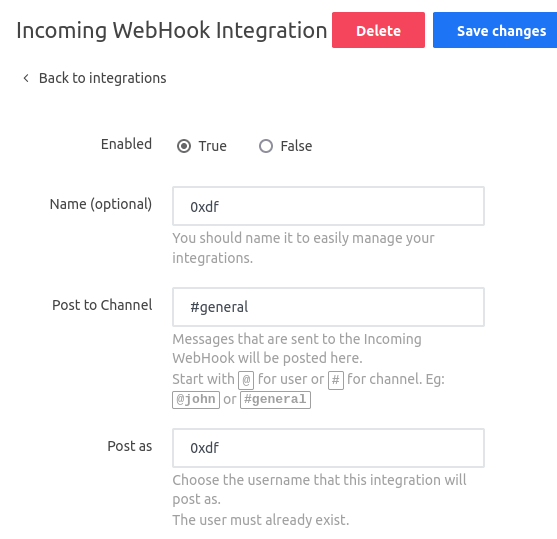 Incoming WebHook Integration Delete Save changes
Back to integrations
Enabled True False
Name (optional) 0xdf
You should name it to easily manage your
integrations.
Post to Channel #general
Messages that are sent to the Incoming
WebHook will be posted here.
Start with @ for user or # for channel. Eg:
@john or #general
Post as 0xdf
Choose the username that this integration will
post as.
The user must already exist.